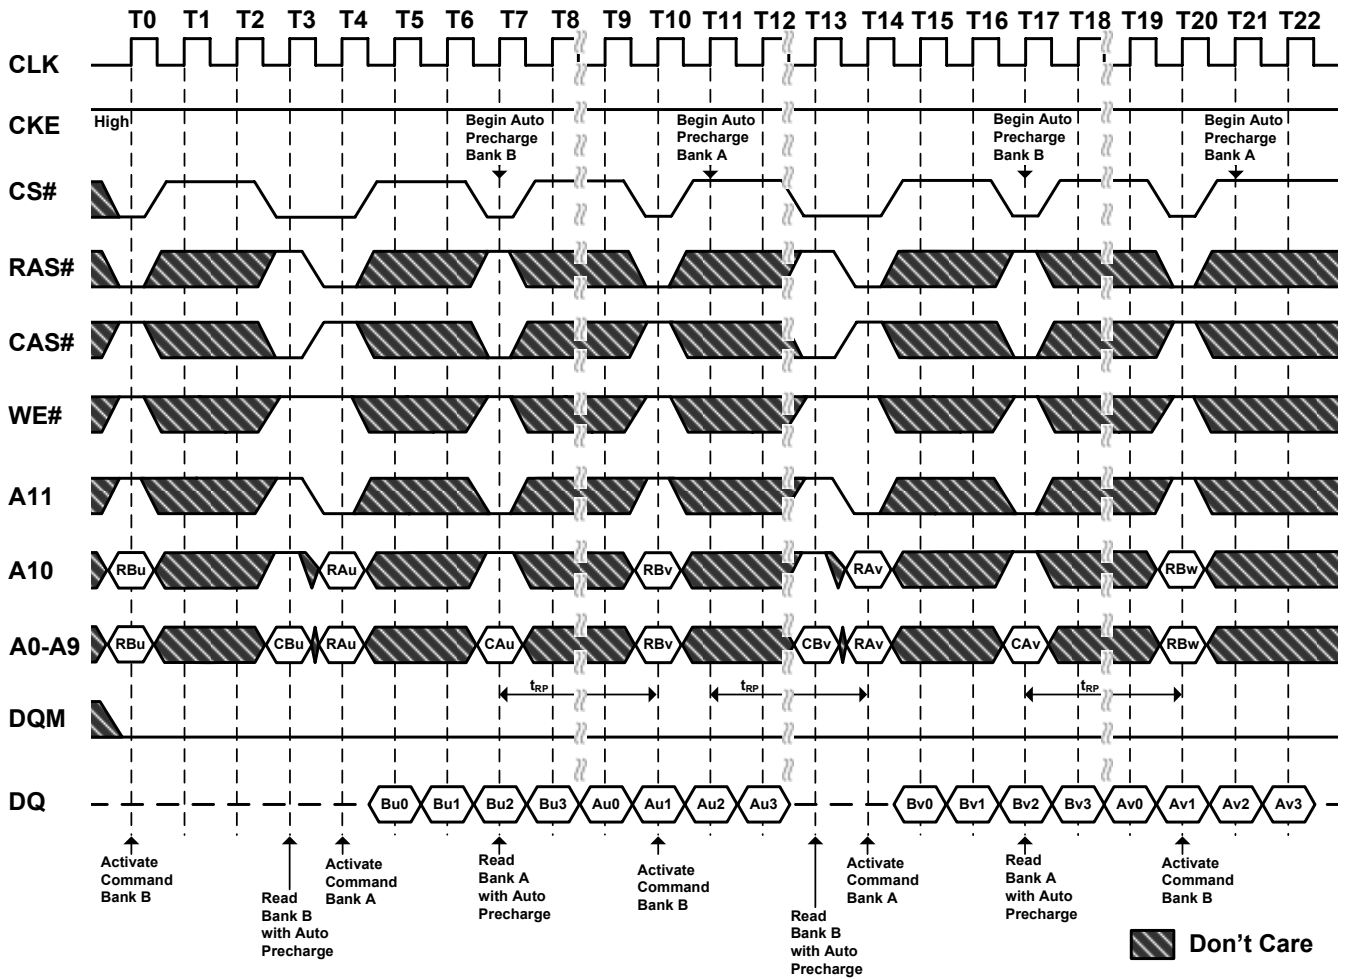 T0 T1 T2 T3 T4 T5 T6 T7 T8 T9 T10 T11 T12 T13 T14 T15 T16 T17 T18 T19 T20 T21 T22
CLK
CKE
High
Begin Auto
Precharge
Bank B
Begin Auto
Precharge
Bank A
Begin Auto
Precharge
Bank B
Begin Auto
Precharge
Bank A
CS#
RAS#
CAS#
WE#
A11
A10
RBu RAu RBv RAv RBw
A0-A9
RBu CBu RAu CAu RBv CBv RAv CAv RBw
tRP tRP tRP
DQM
DQ
Bu0 Bu1 Bu2 Bu3 Au0 Au1 Au2 Au3 Bv0 Bv1 Bv2 Bv3 Av0 Av1 Av2 Av3
Activate
Command
Bank B
Read
Bank B
with Auto
Precharge
Activate
Command
Bank A
Read
Bank A
with Auto
Precharge
Activate
Command
Bank B
Read
Bank B
with Auto
Precharge
Activate
Command
Bank A
Read
Bank A
with Auto
Precharge
Activate
Command
Bank B
Don't Care